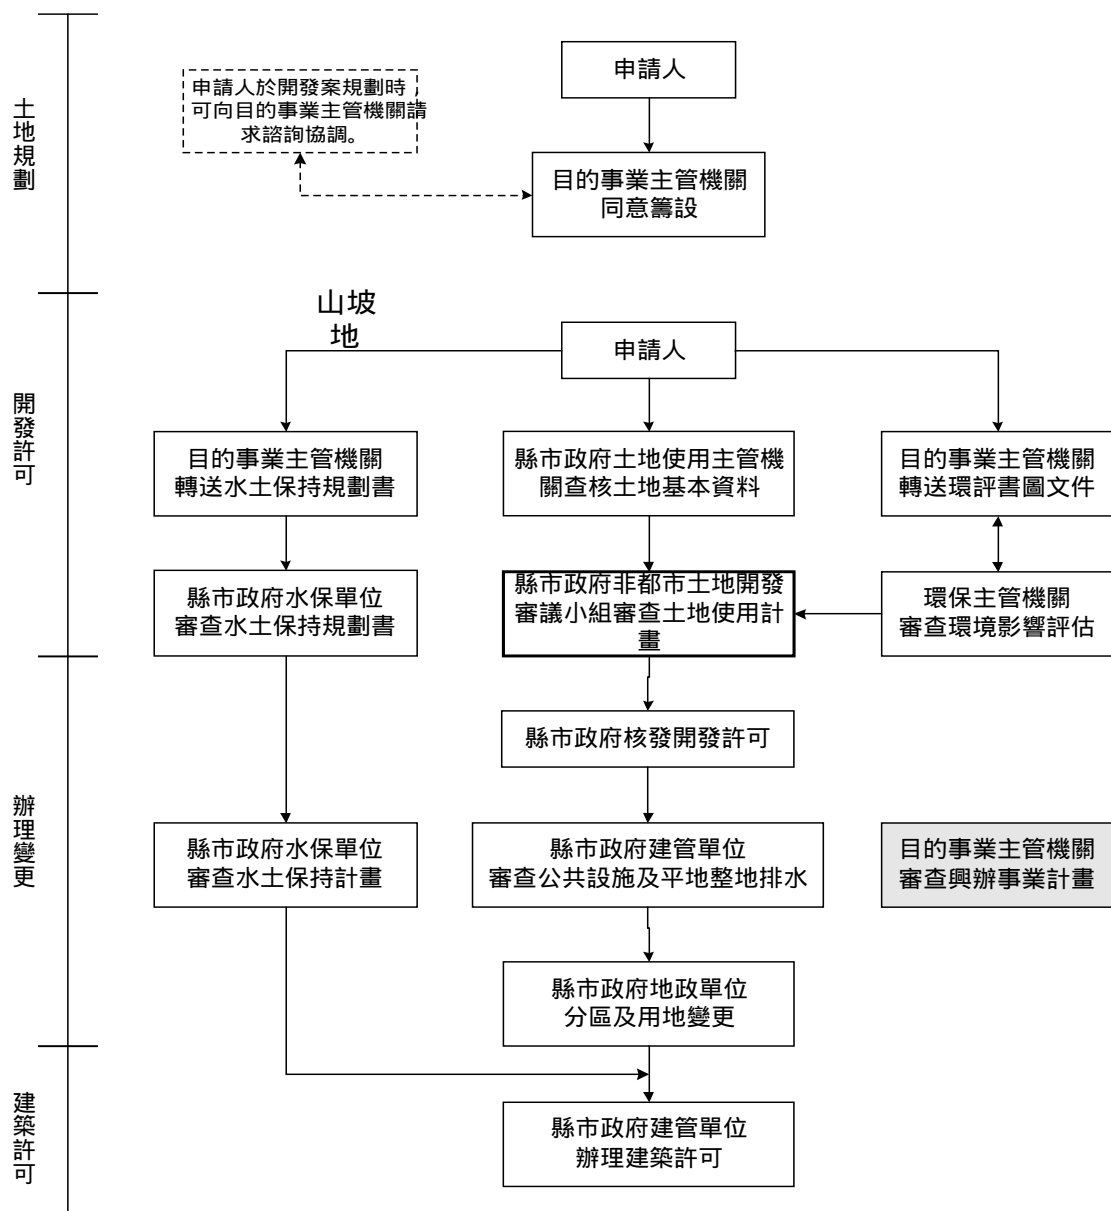 土地規劃
申請人
申請人於開發案規劃時，
可向目的事業主管機關請
求諮詢協調。
目的事業主管機關
同意籌設
開發許可
山坡
地
申請人
目的事業主管機關
轉送水土保持規劃書
縣市政府土地使用主管機
關查核土地基本資料
目的事業主管機關
轉送環評書圖文件
縣市政府水保單位
審查水土保持規劃書
縣市政府非都市土地開發
審議小組審查土地使用計
畫
環保主管機關
審查環境影響評估
辦理變更
縣市政府核發開發許可
縣市政府水保單位
審查水土保持計畫
縣市政府建管單位
審查公共設施及平地整地排水
目的事業主管機關
審查興辦事業計畫
縣市政府地政單位
分區及用地變更
建築許可
縣市政府建管單位
辦理建築許可